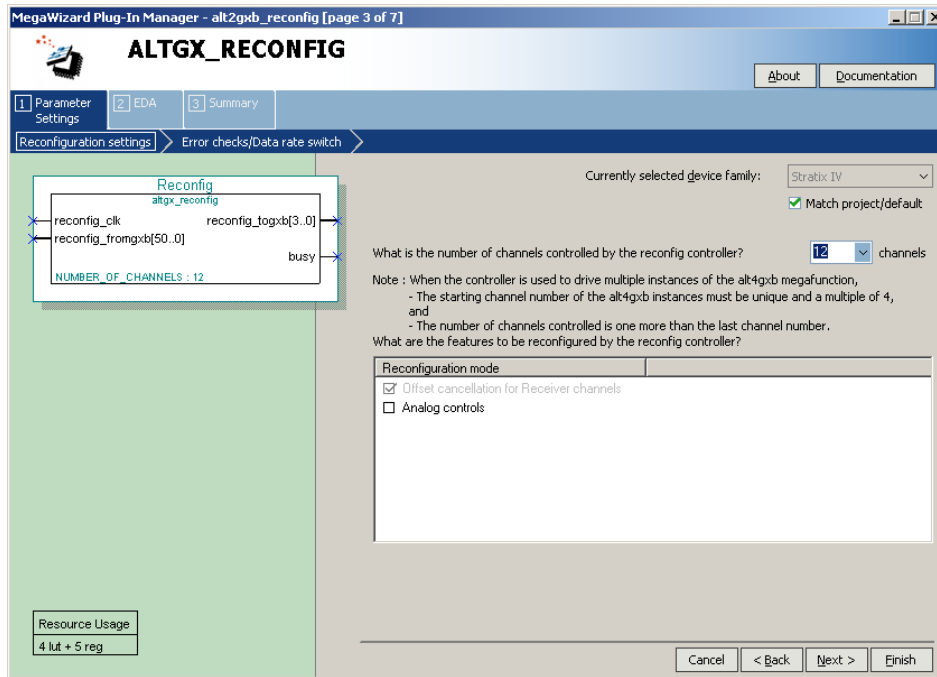 MegaWizard Plug-In Manager - alt2gxb_reconfig [page 3 of 7]
ALTGX_RECONFIG
About
Documentation
1 Parameter Settings
2 EDA
3 Summary
Reconfiguration settings
Error checks/Data rate switch
Currently selected device family:
Stratix IV
Match project/default
Reconfig
altgx_reconfig
reconfig_clk
reconfig_togxb[3..0]
reconfig_fromgxb[50..0]
busy
NUMBER_OF_CHANNELS : 12
What is the number of channels controlled by the reconfig controller?
12
channels
Note : When the controller is used to drive multiple instances of the alt4gxb megafunction,
- The starting channel number of the alt4gxb instances must be unique and a multiple of 4,
and
- The number of channels controlled is one more than the last channel number.
What are the features to be reconfigured by the reconfig controller?
Reconfiguration mode
Offset cancellation for Receiver channels
Analog controls
Resource Usage
4 lut + 5 reg
Cancel
< Back
Next >
Finish